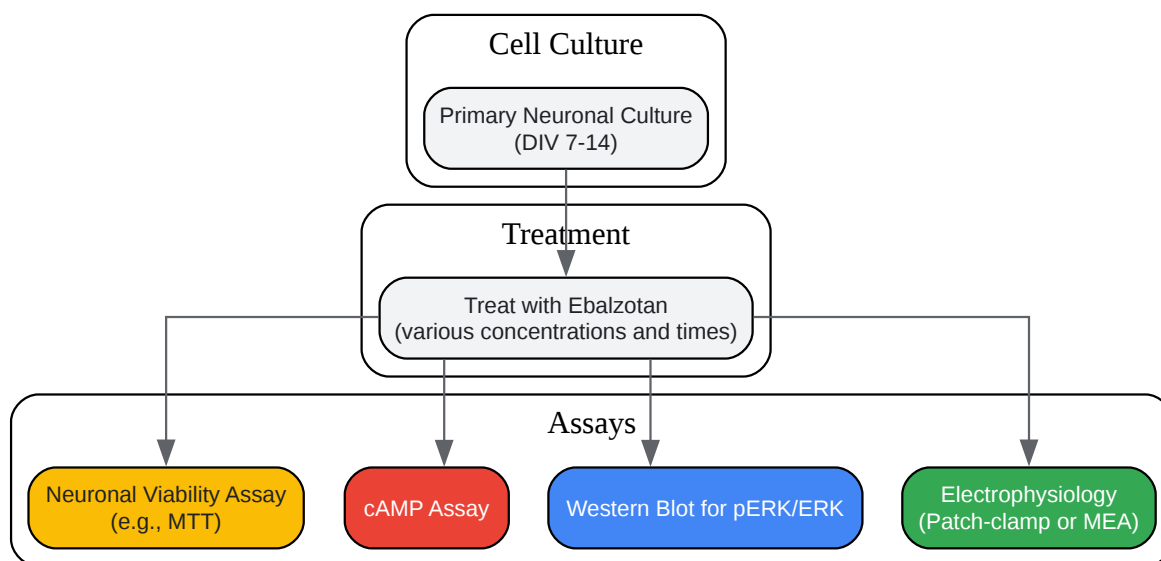 Cell Culture
Primary Neuronal Culture
(DIV 7-14)
Treatment
Treat with Ebalzotan
(various concentrations and times)
Assays
Neuronal Viability Assay
(e.g., MTT)
cAMP Assay
Western Blot for pERK/ERK
Electrophysiology
(Patch-clamp or MEA)